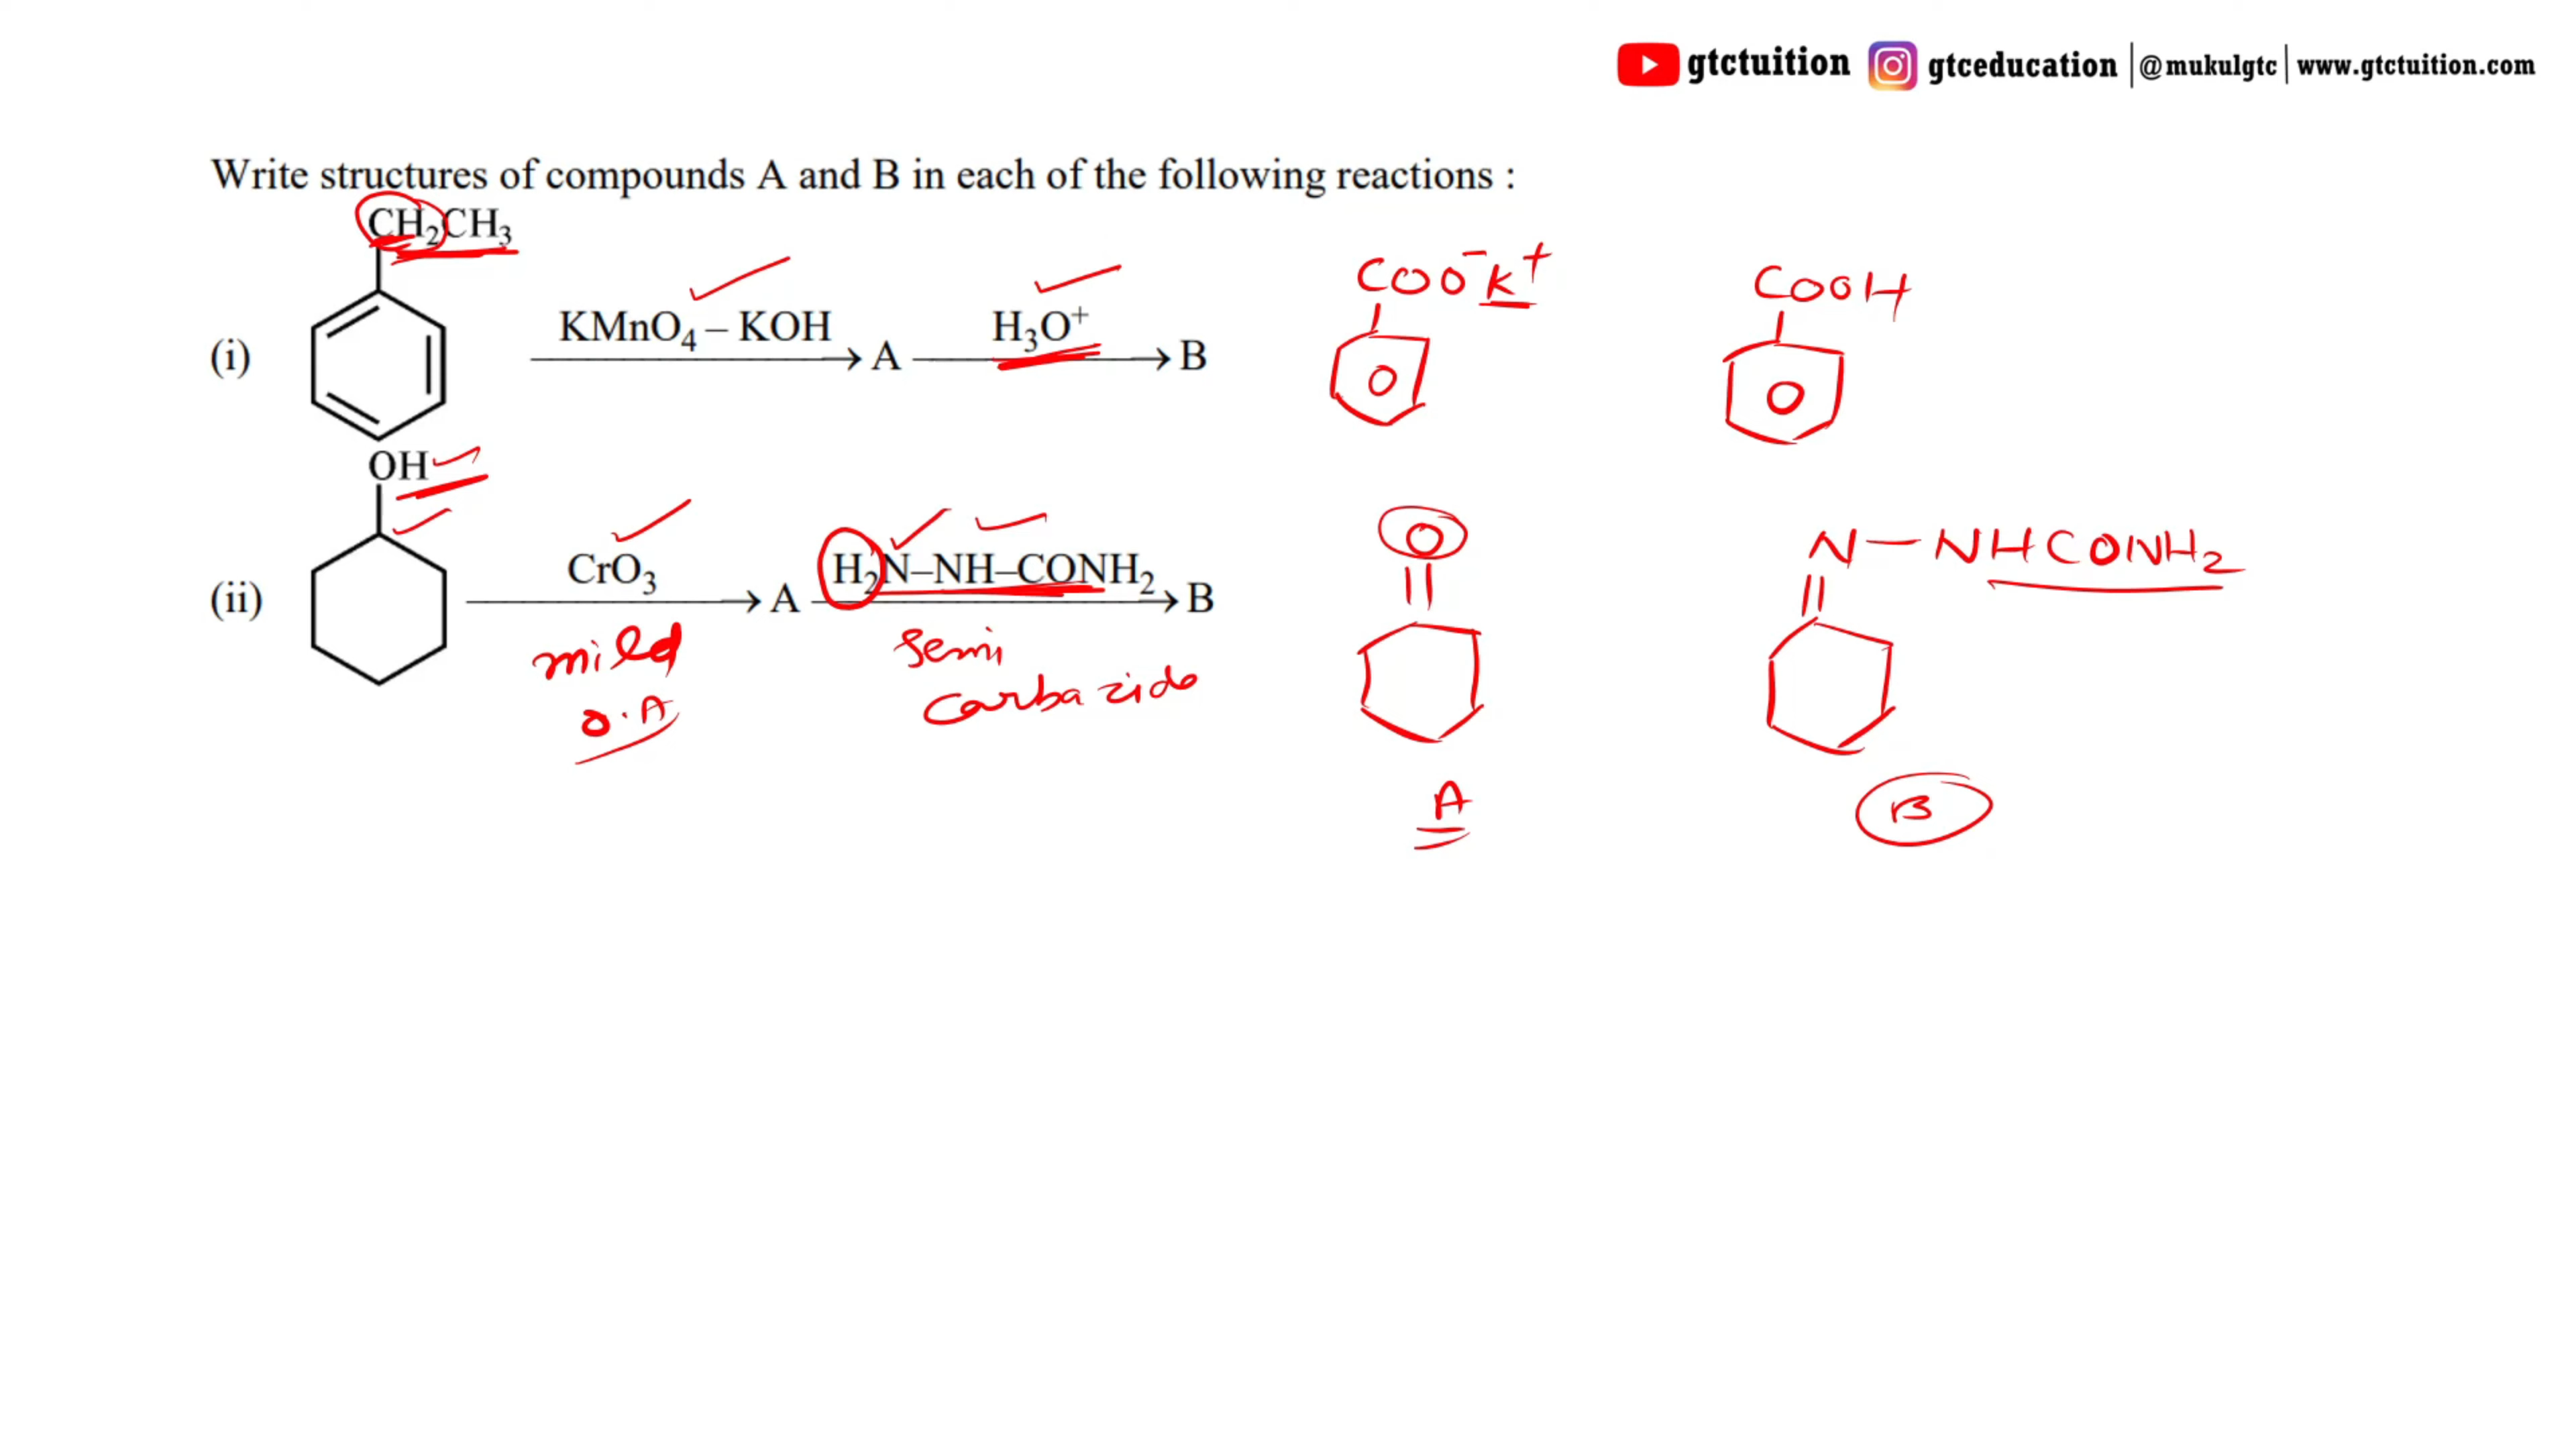 gtctuition gtceducation |@mukulgtc| www.gtctuition.com
Write structures of compounds A and B in each of the following reactions :
CH₂CH₃
COO⁻K⁺
COOH
(i) KMnO₄ – KOH → A H₃O⁺ → B
OH
O
N – NHCONH₂
(ii) CrO₃ → A H₂N–NH–CONH₂ → B
mild
O.A
Semi
Carbazide
A
B